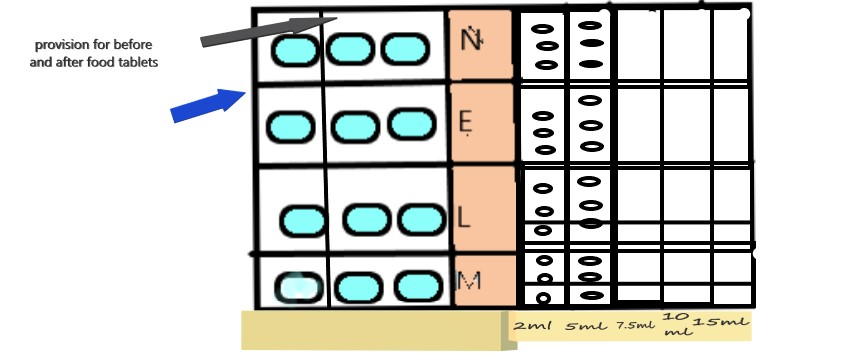 provision for before
and after food tablets
N
E
L
M
2ml 5ml 7.5ml 10 ml 15ml